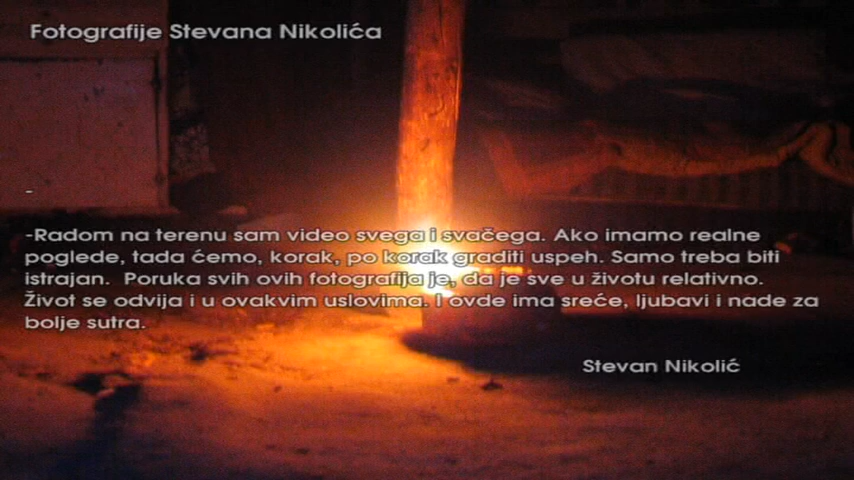 Fotografije Stevana Nikolića
-
-Radom na terenu sam video svega i svačega. Ako imamo realne
poglede, tada ćemo, korak, po korak graditi uspeh. Samo treba biti
istrajan.  Poruka svih ovih fotografija je, da je sve u životu relativno.
Život se odvija i u ovakvim uslovima. I ovde ima sreće, ljubavi i nade za
bolje sutra.
Stevan Nikolić